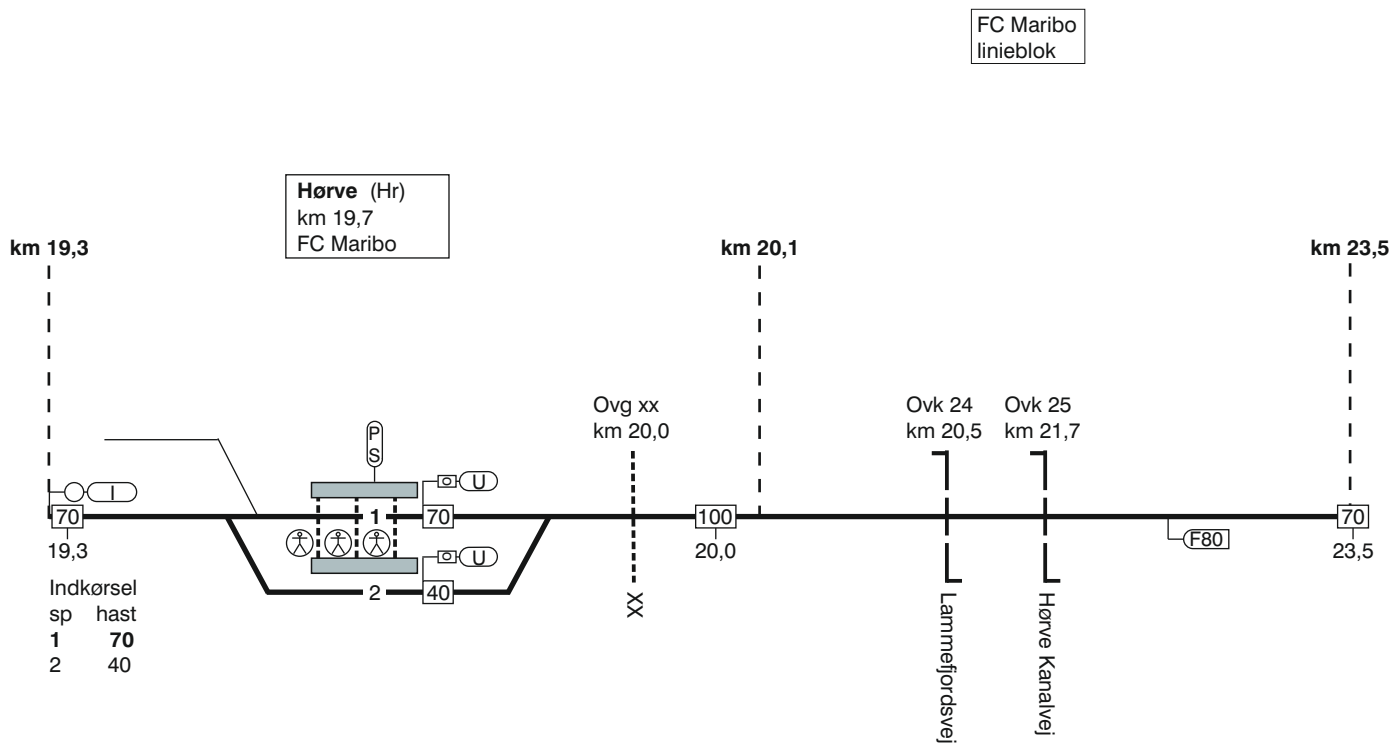 FC Maribo
linieblok
Hørve (Hr)
km 19,7
FC Maribo
km 19,3
km 20,1
km 23,5
Ovg xx
km 20,0
Ovk 24
km 20,5
Ovk 25
km 21,7
P
S
U
I
70
1
70
100
70
19,3
20,0
F80
23,5
U
2
40
Indkørsel
sp hast
1 70
2 40
XX
Lammefjordsvej
Hørve Kanalvej